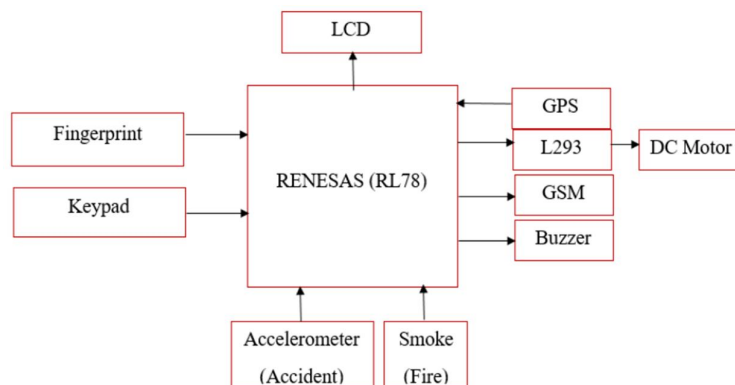 LCD
GPS
Fingerprint
L293
DC Motor
RENESAS (RL78)
Keypad
GSM
Buzzer
Accelerometer
(Accident)
Smoke
(Fire)